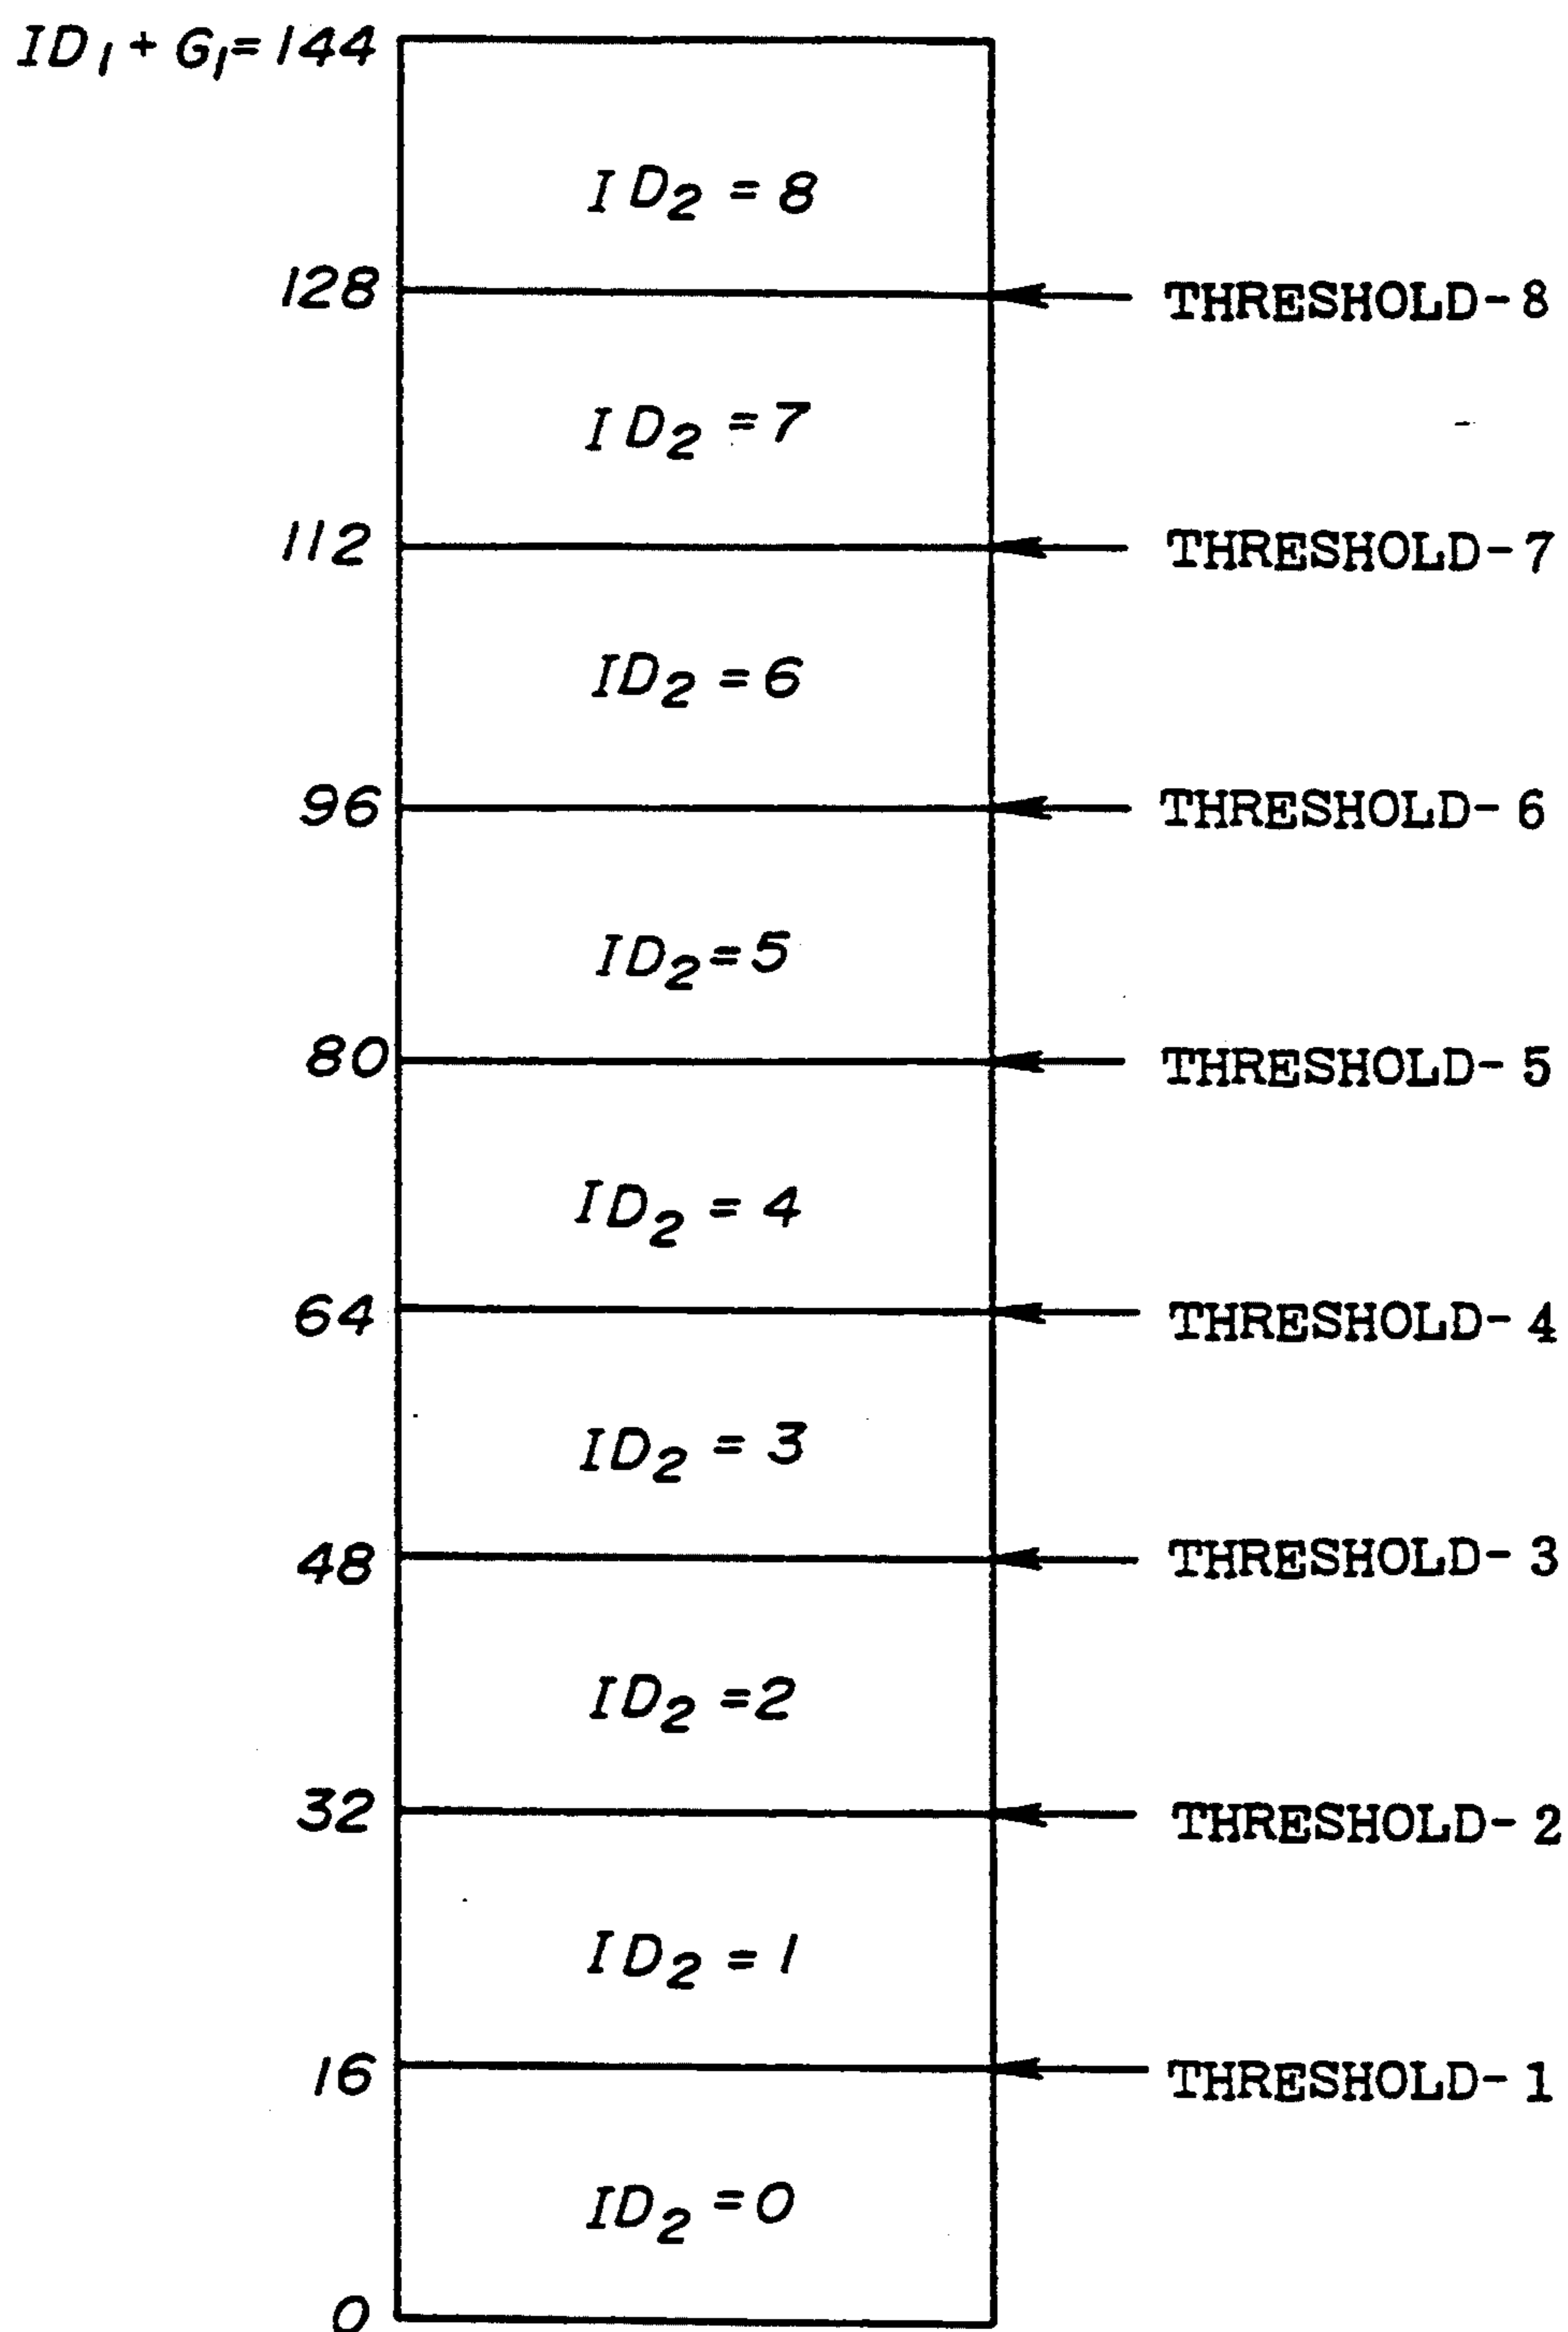 ID₁ + G₁ = 144
ID₂ = 8
128 THRESHOLD-8
ID₂ = 7
112 THRESHOLD-7
ID₂ = 6
96 THRESHOLD-6
ID₂ = 5
80 THRESHOLD-5
ID₂ = 4
64 THRESHOLD-4
ID₂ = 3
48 THRESHOLD-3
ID₂ = 2
32 THRESHOLD-2
ID₂ = 1
16 THRESHOLD-1
ID₂ = 0
0